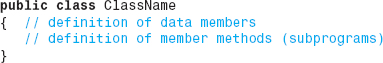 public class ClassName
{  // definition of data members
   // definition of member methods (subprograms)
}